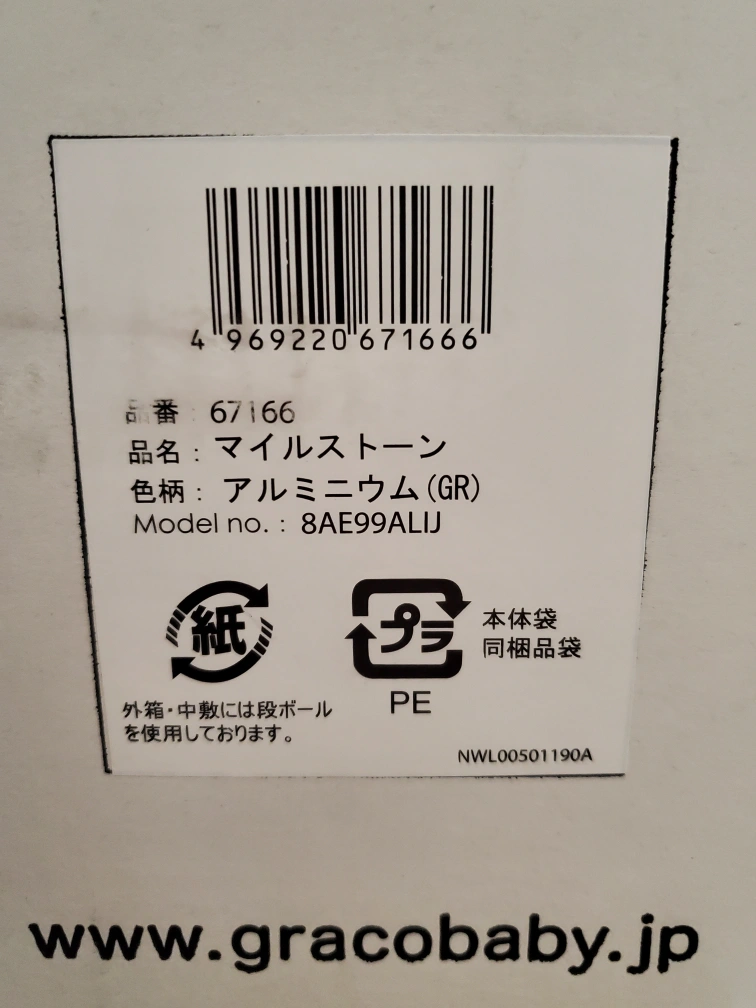 4 969220 671666
品番 : 67166
品名 : マイルストーン
色柄 : アルミニウム(GR)
Model no. : 8AE99ALIJ
紙
プラ
本体袋
同梱品袋
PE
外箱・中敷には段ボール
を使用しております。
NWL00501190A
www.gracobaby.jp